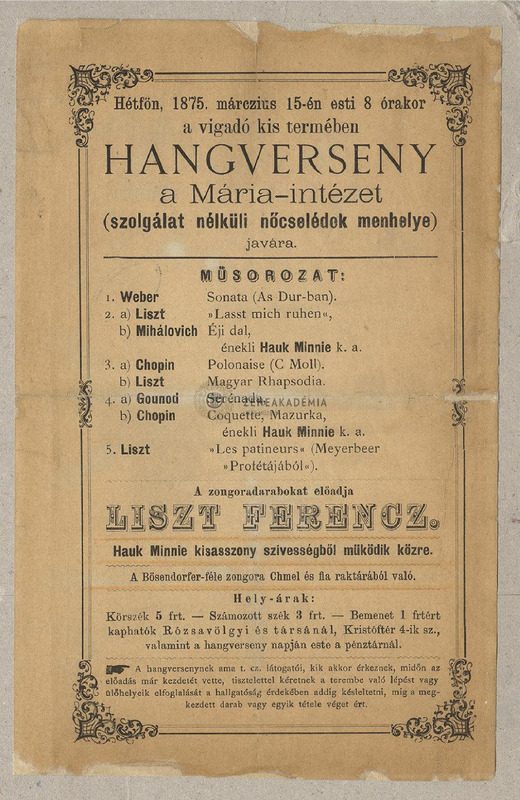 Hétfőn, 1875. márczius 15-én esti 8 órakor
a vigadó kis termében
HANGVERSENY
a Mária-intézet
(szolgálat nélküli nőcselédok menhelye)
javára.
MŰSOROZAT:
1. Weber Sonata (As Dur-ban).
2. a) Liszt »Lasst mich ruhen«,
b) Mihálovich Éji dal,
énekli Hauk Minnie k. a.
3. a) Chopin Polonaise (C Moll).
b) Liszt Magyar Rhapsodia.
4. a) Gounod Serénada,
ZENEAKADÉMIA
b) Chopin Coquette, Mazurka,
énekli Hauk Minnie k. a.
5. Liszt »Les patineurs« (Meyerbeer
»Profétájából«).
A zongoradarabokat előadja
LISZT FERENCZ.
Hauk Minnie kisasszony szivességből működik közre.
A Bösendorfer-féle zongora Chmel és fia raktárából való.
Hely-árak:
Körszék 5 frt. — Számozott szék 3 frt. — Bemenet 1 frtért
kaphatók Rózsavölgyi és társánál, Kristóftér 4-ik sz.,
valamint a hangverseny napján este a pénztárnál.
A hangversenynek ama t. cz. látogatói, kik akkor érkeznek, midőn az
előadás már kezdetét vette, tisztelettel kéretnek a terembe való lépést vagy
ülőhelyeik elfoglalását a hallgatóság érdekében addig késleltetni, mig a meg-
kezdett darab vagy egyik tétele véget ért.